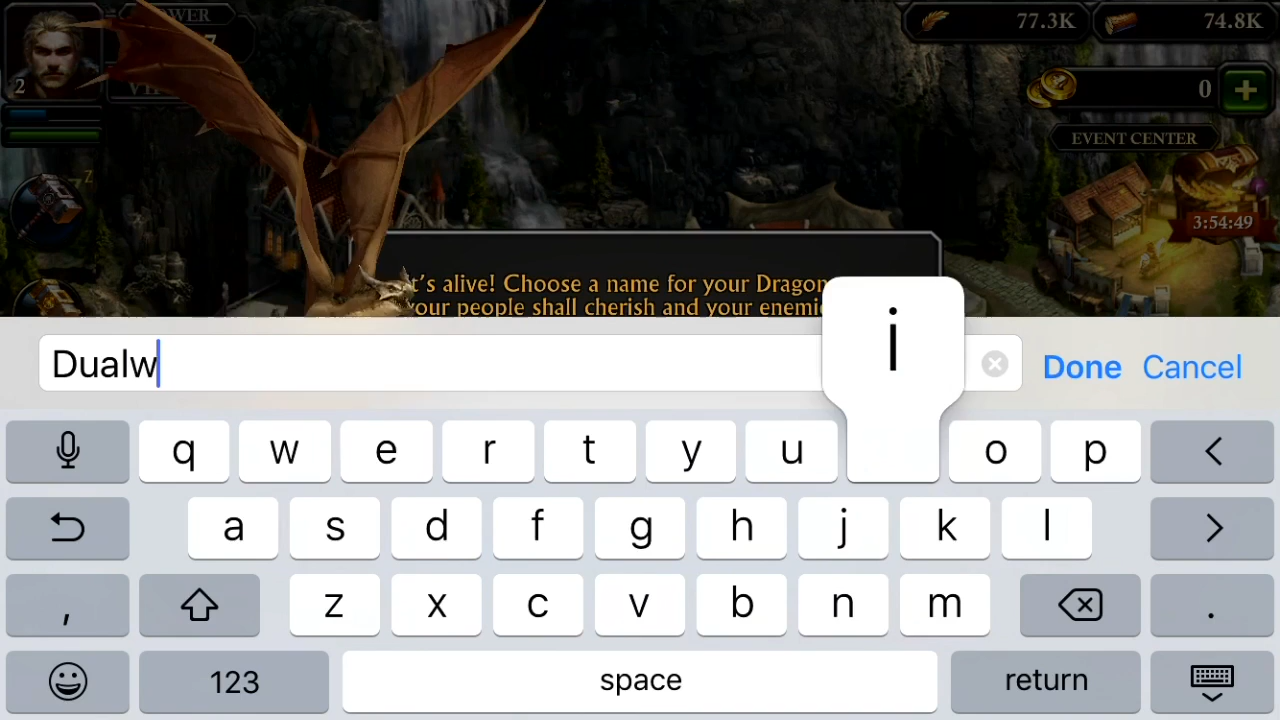 77.3K
74.8K
2
0
+
EVENT CENTER
3:54:49
t's alive! Choose a name for your Dragon
your people shall cherish and your
Dualw
Done
Cancel
i
q w e r t y u o p <
a s d f g h j k l >
, z x c v b n m .
123
space
return